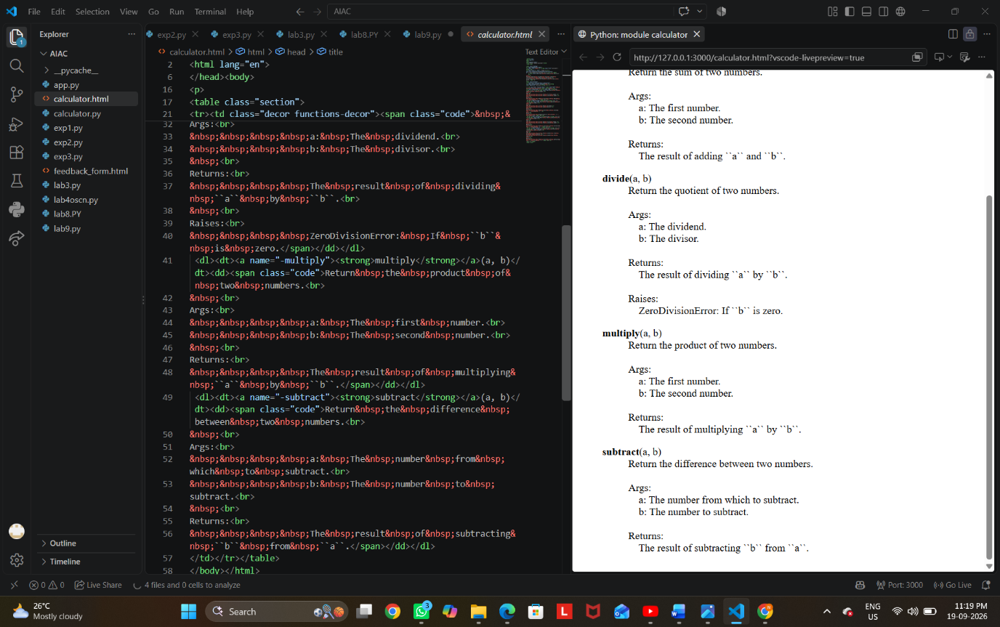 File Edit Selection View Go Run Terminal Help
AIAC
Explorer
AIAC
__pycache__
app.py
calculator.html
calculator.py
exp1.py
exp2.py
exp3.py
feedback_form.html
lab3.py
lab4oscn.py
lab8.PY
lab9.py
Outline
Timeline
exp2.py exp3.py lab3.py lab8.PY lab9.py calculator.html
calculator.html > html > head > title
Text Editor
2 <html lang="en">
6 </head><body>
16 <p>
17 <table class="section">
21 <tr><td class="decor functions-decor"><span class="code">&nbsp;&
32 Args:<br>
33 &nbsp;&nbsp;&nbsp;&nbsp;a:&nbsp;The&nbsp;dividend.<br>
34 &nbsp;&nbsp;&nbsp;&nbsp;b:&nbsp;The&nbsp;divisor.<br>
35 &nbsp;<br>
36 Returns:<br>
37 &nbsp;&nbsp;&nbsp;&nbsp;The&nbsp;result&nbsp;of&nbsp;dividing&
nbsp;``a``&nbsp;by&nbsp;``b``.<br>
38 &nbsp;<br>
39 Raises:<br>
40 &nbsp;&nbsp;&nbsp;&nbsp;ZeroDivisionError:&nbsp;If&nbsp;``b``&
nbsp;is&nbsp;zero.</span></dd></dl>
41 <dl><dt><a name="-multiply"><strong>multiply</strong></a>(a, b)</
dt><dd><span class="code">Return&nbsp;the&nbsp;product&nbsp;of&
nbsp;two&nbsp;numbers.<br>
42 &nbsp;<br>
43 Args:<br>
44 &nbsp;&nbsp;&nbsp;&nbsp;a:&nbsp;The&nbsp;first&nbsp;number.<br>
45 &nbsp;&nbsp;&nbsp;&nbsp;b:&nbsp;The&nbsp;second&nbsp;number.<br>
46 &nbsp;<br>
47 Returns:<br>
48 &nbsp;&nbsp;&nbsp;&nbsp;The&nbsp;result&nbsp;of&nbsp;multiplying&
nbsp;``a``&nbsp;by&nbsp;``b``.</span></dd></dl>
49 <dl><dt><a name="-subtract"><strong>subtract</strong></a>(a, b)</
dt><dd><span class="code">Return&nbsp;the&nbsp;difference&nbsp;
between&nbsp;two&nbsp;numbers.<br>
50 &nbsp;<br>
51 Args:<br>
52 &nbsp;&nbsp;&nbsp;&nbsp;a:&nbsp;The&nbsp;number&nbsp;from&nbsp;
which&nbsp;to&nbsp;subtract.<br>
53 &nbsp;&nbsp;&nbsp;&nbsp;b:&nbsp;The&nbsp;number&nbsp;to&nbsp;
subtract.<br>
54 &nbsp;<br>
55 Returns:<br>
56 &nbsp;&nbsp;&nbsp;&nbsp;The&nbsp;result&nbsp;of&nbsp;subtracting&
nbsp;``b``&nbsp;from&nbsp;``a``.</span></dd></dl>
57 </td></tr></table>
58 </body></html>
Python: module calculator
http://127.0.0.1:3000/calculator.html?vscode-livepreview=true
Return the sum of two numbers.
Args:
a: The first number.
b: The second number.
Returns:
The result of adding ``a`` and ``b``.
divide(a, b)
Return the quotient of two numbers.
Args:
a: The dividend.
b: The divisor.
Returns:
The result of dividing ``a`` by ``b``.
Raises:
ZeroDivisionError: If ``b`` is zero.
multiply(a, b)
Return the product of two numbers.
Args:
a: The first number.
b: The second number.
Returns:
The result of multiplying ``a`` by ``b``.
subtract(a, b)
Return the difference between two numbers.
Args:
a: The number from which to subtract.
b: The number to subtract.
Returns:
The result of subtracting ``b`` from ``a``.
0 0 Live Share 4 files and 0 cells to analyze Port: 3000 Go Live
26°C
Mostly cloudy
Search
3
ENG
US
11:19 PM
19-09-2026